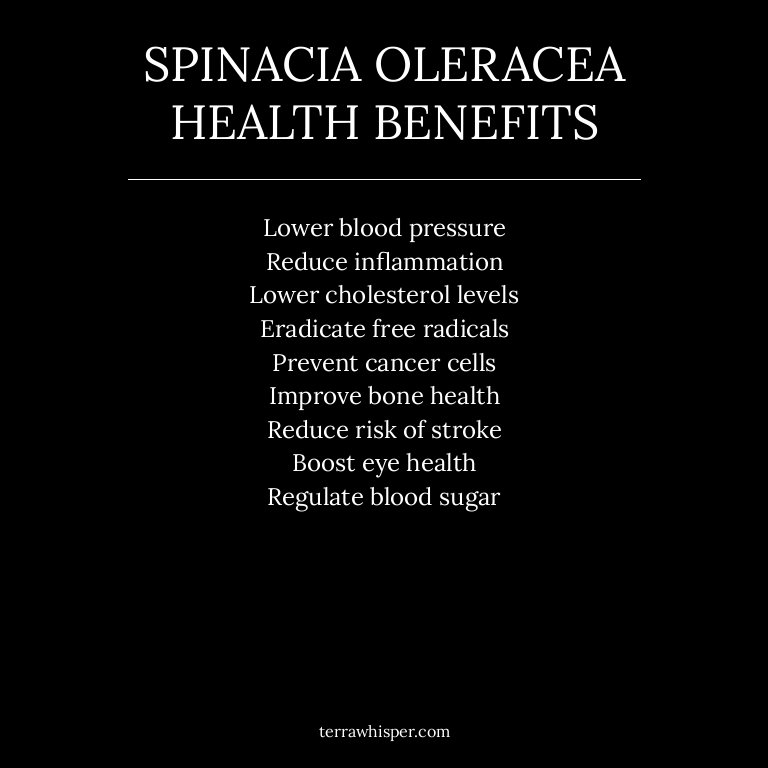 SPINACIA OLERACEA
HEALTH BENEFITS
Lower blood pressure
Reduce inflammation
Lower cholesterol levels
Eradicate free radicals
Prevent cancer cells
Improve bone health
Reduce risk of stroke
Boost eye health
Regulate blood sugar
terrawhisper.com